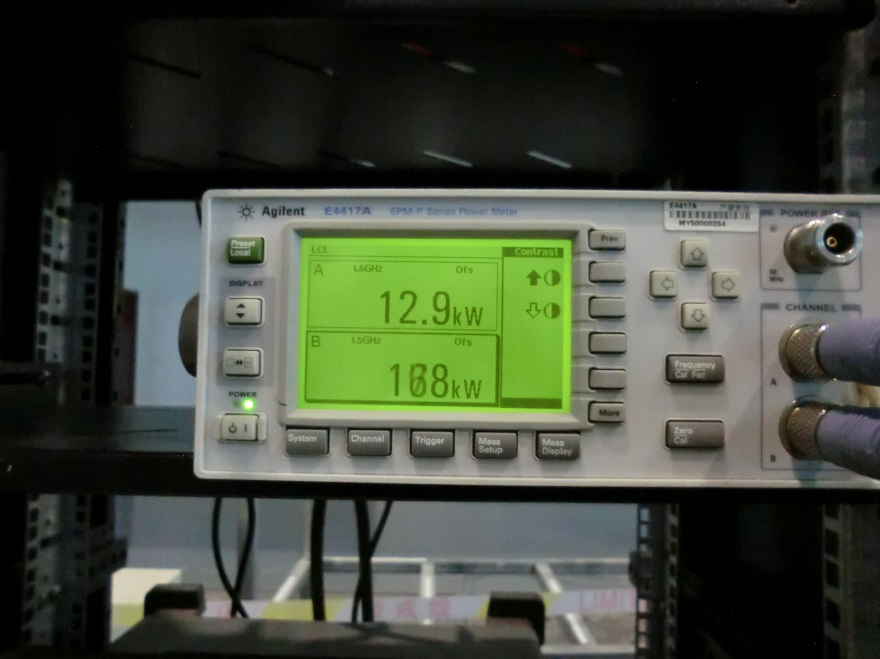 Agilent E4417A EPM-P Series Power Meter
E4417A
MY50000254
Preset
Local
DISPLAY
POWER
LCL
Contrast
A 1.5GHz Ofs
12.9kW
B 1.5GHz Ofs
kW
Prev
More
System
Channel
Trigger
Meas
Setup
Meas
Display
Frequency
Cal Fac
Zero
Cal
POWER
CHANNEL
A
B
LIMI